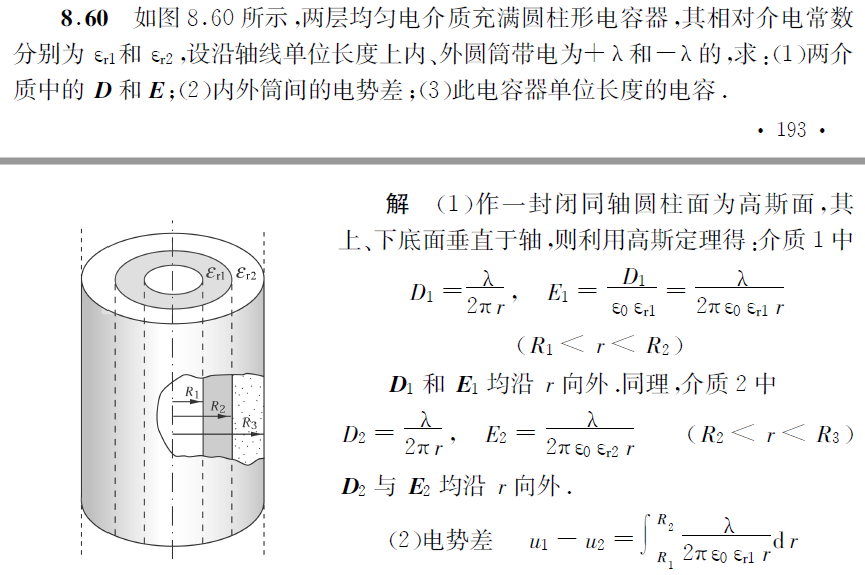 8.60 如图 8.60 所示,两层均匀电介质充满圆柱形电容器,其相对介电常数
分别为 εr1 和 εr2,设沿轴线单位长度上内、外圆筒带电为+λ和-λ的,求:(1)两介
质中的 D 和 E;(2)内外筒间的电势差;(3)此电容器单位长度的电容.
· 193 ·
εr1 εr2
R1
R2
R3
解 (1)作一封闭同轴圆柱面为高斯面,其
上、下底面垂直于轴,则利用高斯定理得:介质 1 中
D1 = λ/(2πr), E1 = D1/(ε0 εr1) = λ/(2πε0 εr1 r)
(R1 < r < R2)
D1 和 E1 均沿 r 向外.同理,介质 2 中
D2 = λ/(2πr), E2 = λ/(2πε0 εr2 r) (R2 < r < R3)
D2 与 E2 均沿 r 向外.
(2)电势差 u1 - u2 = ∫_{R1}^{R2} λ/(2πε0 εr1 r) dr